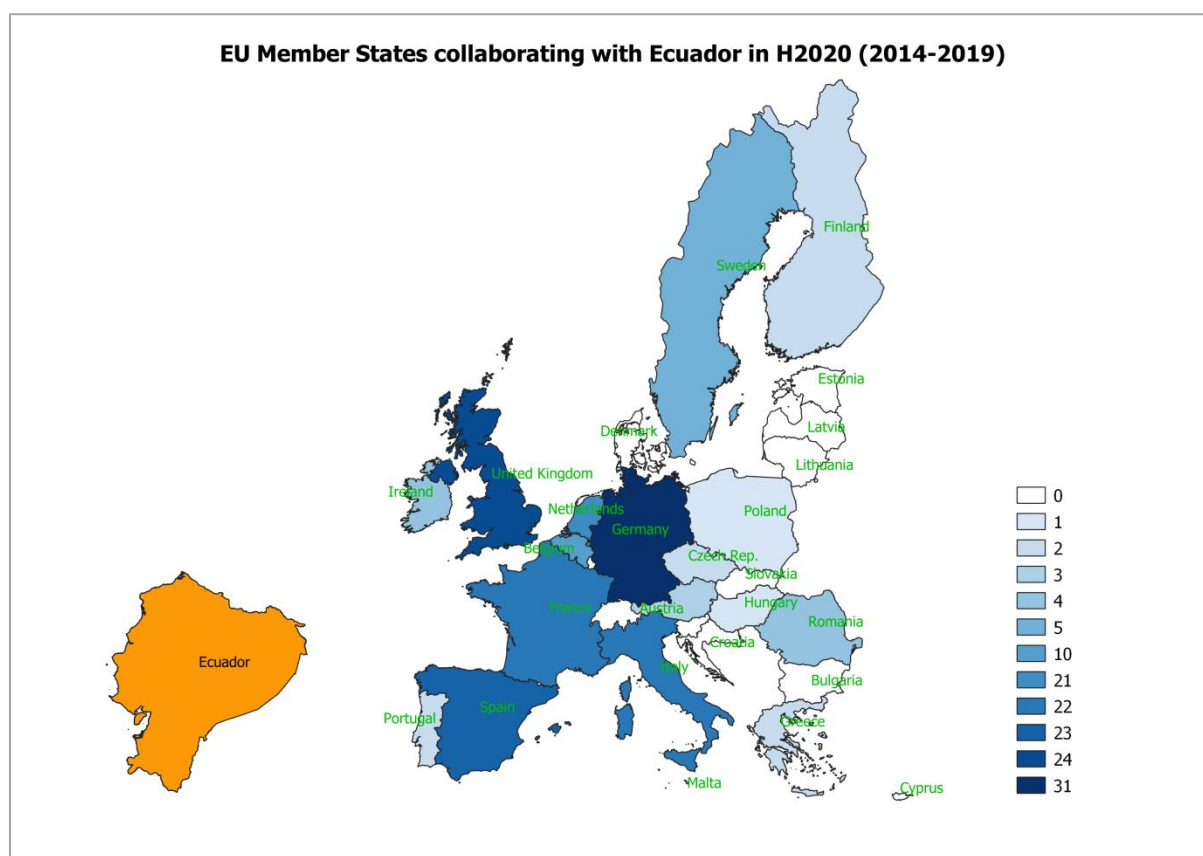 EU Member States collaborating with Ecuador in H2020 (2014-2019)
Finland
Sweden
Estonia
Latvia
Denmark
Lithuania
United Kingdom
Ireland
Netherlands
Poland
Germany
Belgium
Czech Rep.
Slovakia
Hungary
France
Austria
Romania
Croatia
Italy
Bulgaria
Ecuador
Spain
Portugal
Greece
Malta
Cyprus
0
1
2
3
4
5
10
21
22
23
24
31